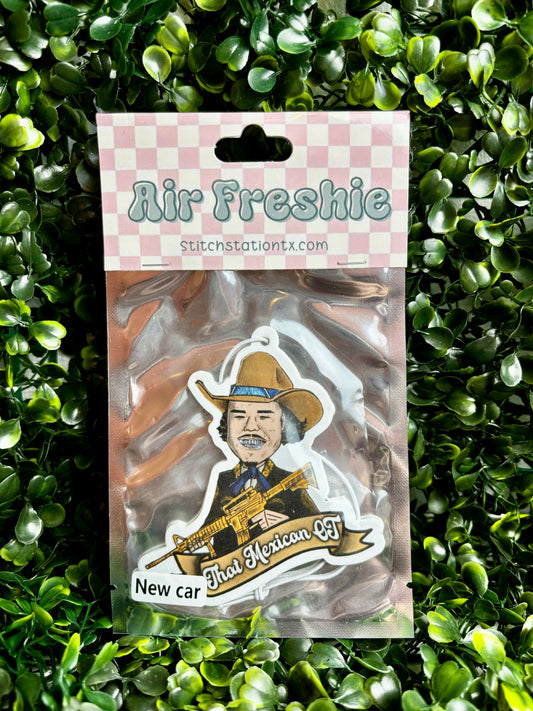 Air Freshie
Stitchstationtx.com
That Mexican OT
New car